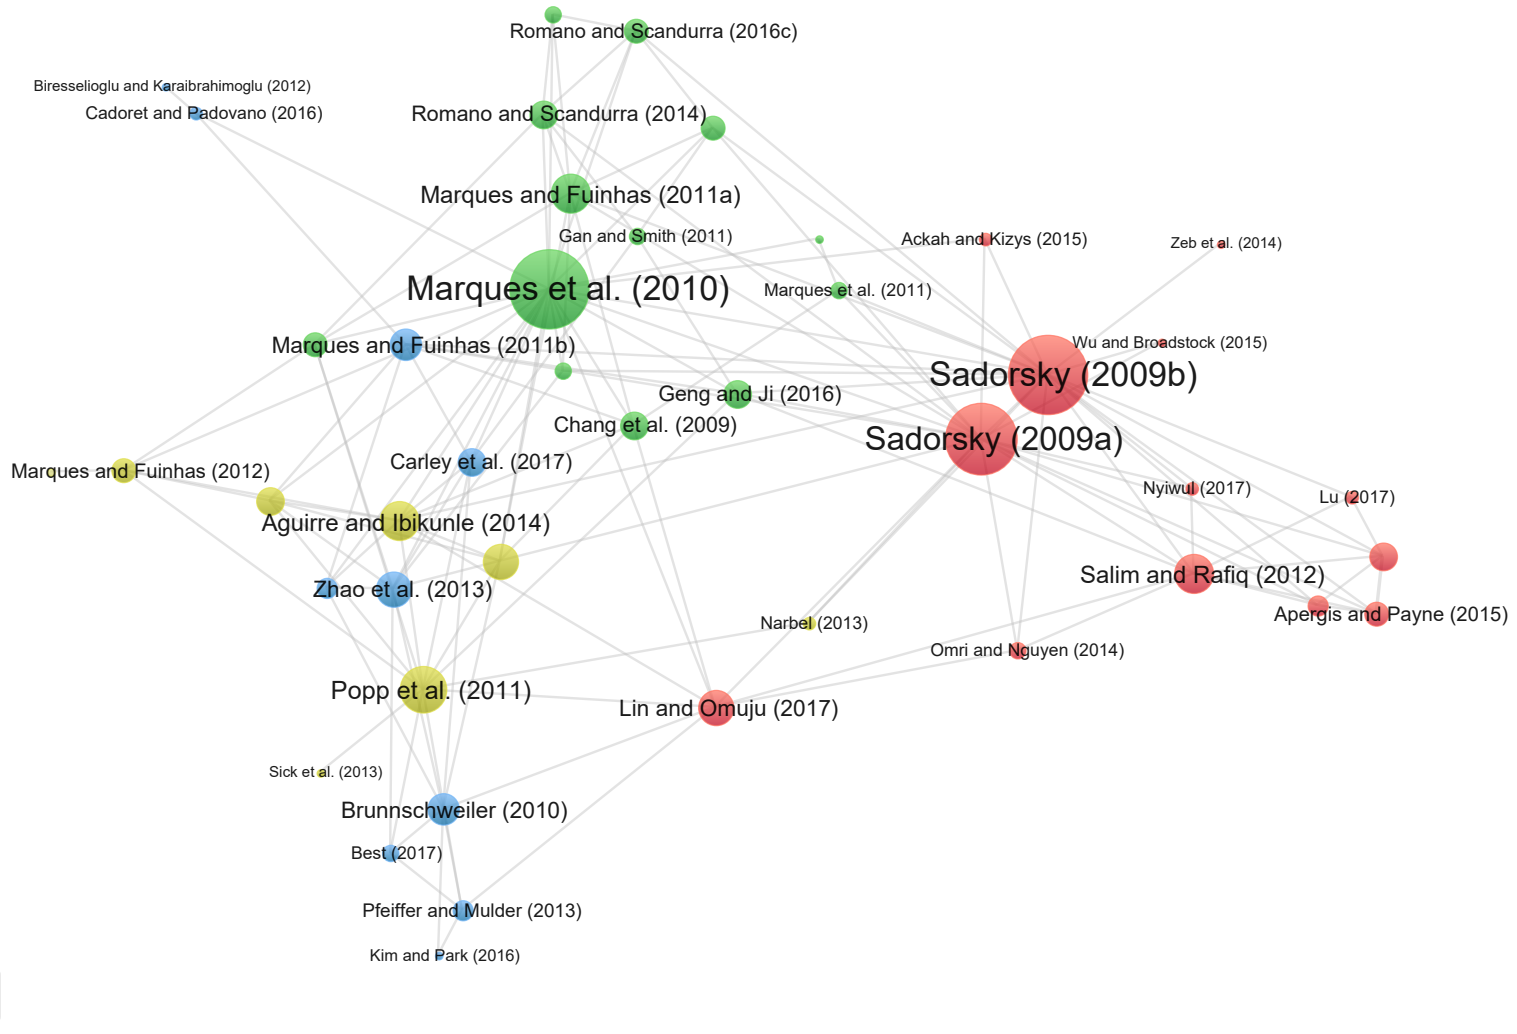 Romano and Scandurra (2016c)
Biresselioglu and Karaibrahimoglu (2012)
Cadoret and Padovano (2016)
Romano and Scandurra (2014)
Marques and Fuinhas (2011a)
Gan and Smith (2011)
Ackah and Kizys (2015)
Zeb et al. (2014)
Marques et al. (2010)
Marques et al. (2011)
Marques and Fuinhas (2011b)
Wu and Broadstock (2015)
Sadorsky (2009b)
Geng and Ji (2016)
Chang et al. (2009)
Sadorsky (2009a)
Carley et al. (2017)
Marques and Fuinhas (2012)
Nyiwul (2017)
Lu (2017)
Aguirre and Ibikunle (2014)
Salim and Rafiq (2012)
Zhao et al. (2013)
Apergis and Payne (2015)
Narbel (2013)
Omri and Nguyen (2014)
Popp et al. (2011)
Lin and Omuju (2017)
Sick et al. (2013)
Brunnschweiler (2010)
Best (2017)
Pfeiffer and Mulder (2013)
Kim and Park (2016)